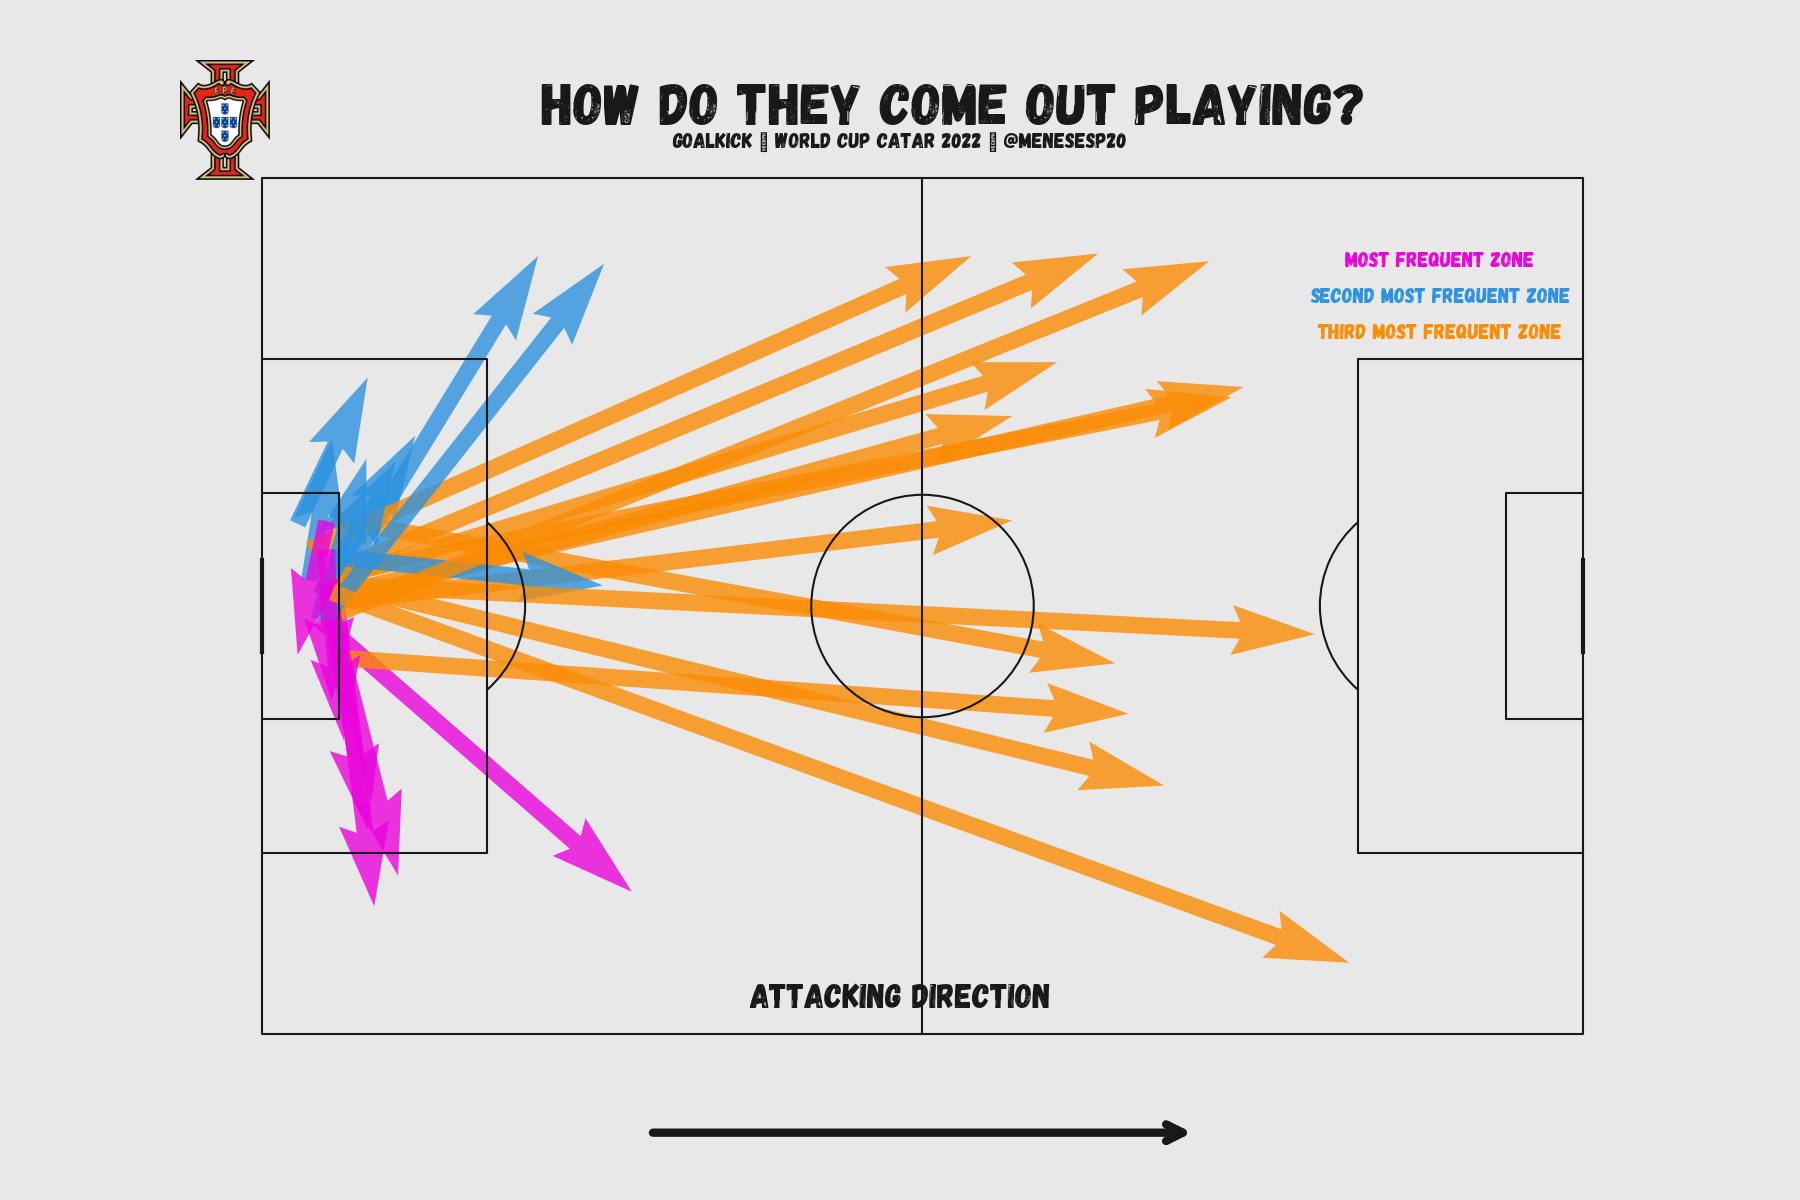 FPF
HOW DO THEY COME OUT PLAYING?
GOALKICK ▯ WORLD CUP CATAR 2022 ▯ @MENESESP20
MOST FREQUENT ZONE
SECOND MOST FREQUENT ZONE
THIRD MOST FREQUENT ZONE
ATTACKING DIRECTION